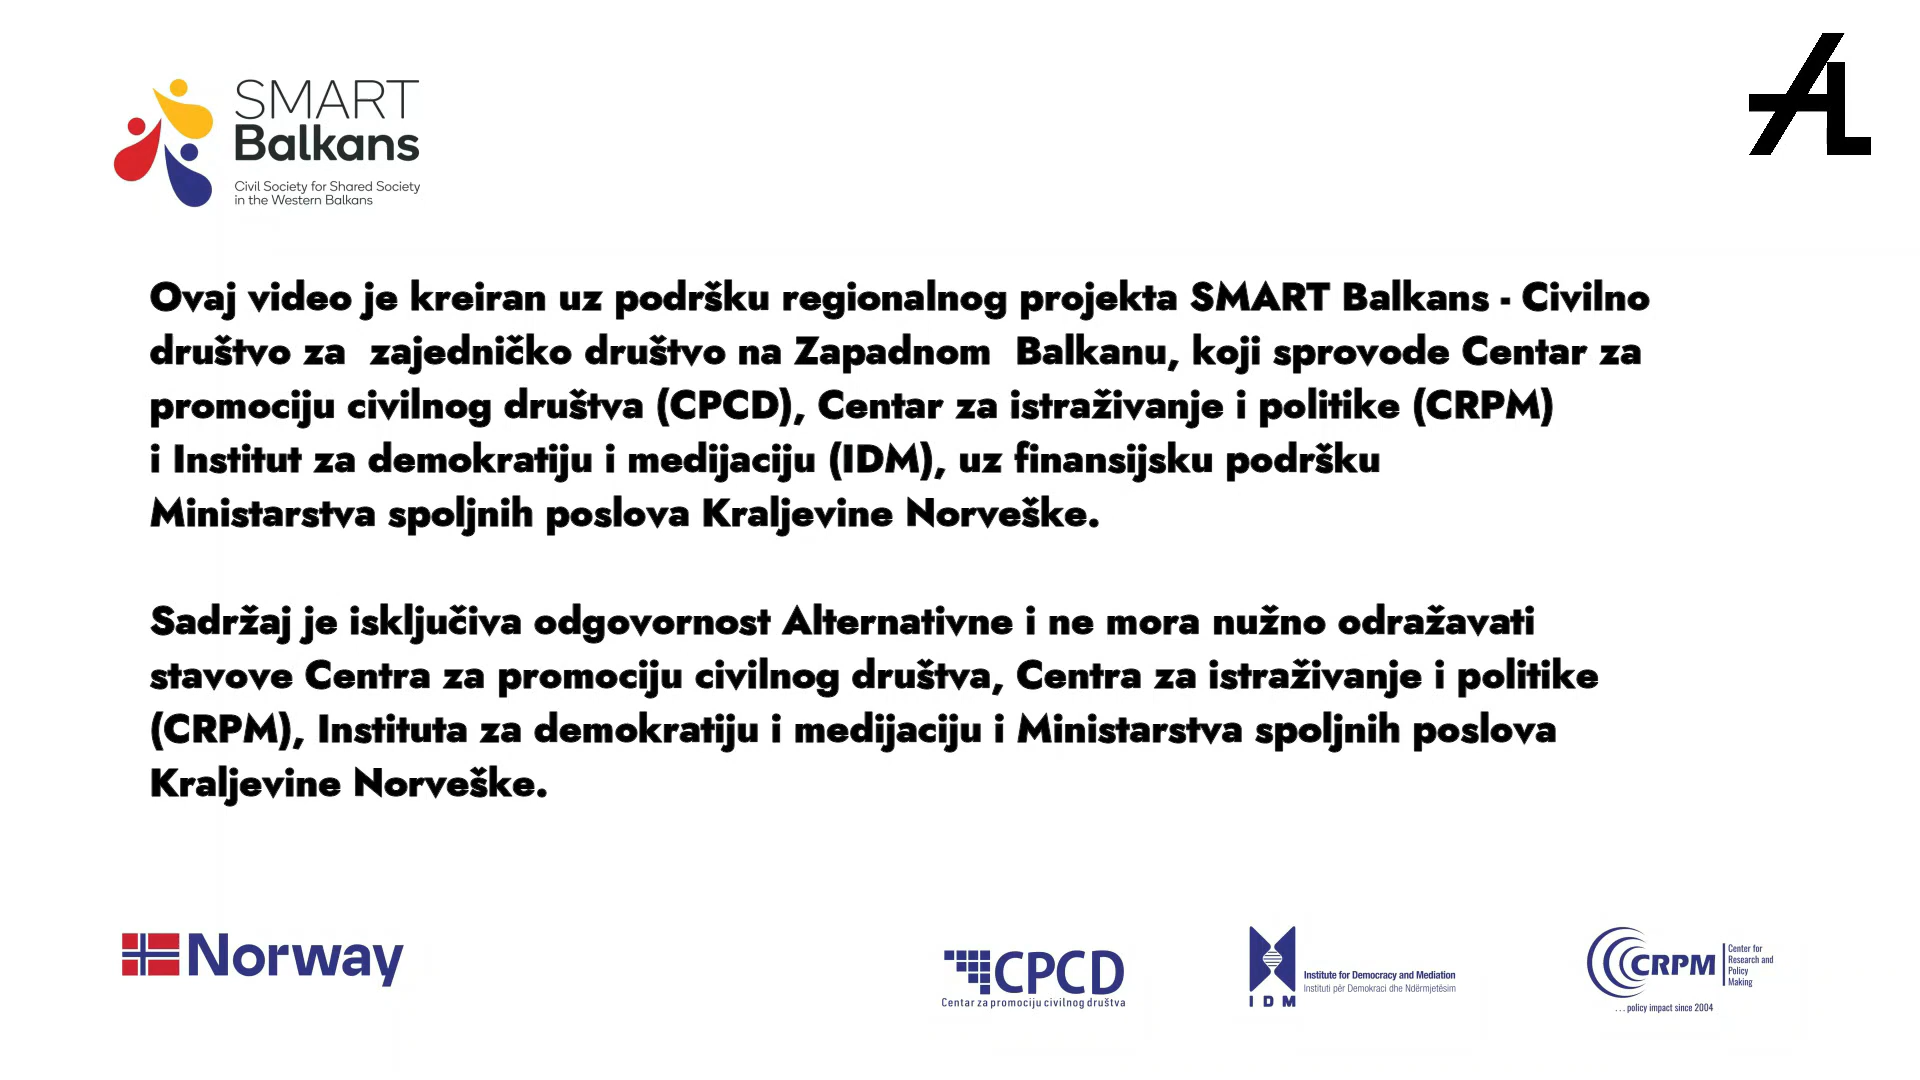 SMART
Balkans
Civil Society for Shared Society
in the Western Balkans
AL
Ovaj video je kreiran uz podršku regionalnog projekta SMART Balkans - Civilno
društvo za zajedničko društvo na Zapadnom Balkanu, koji sprovode Centar za
promociju civilnog društva (CPCD), Centar za istraživanje i politike (CRPM)
i Institut za demokratiju i medijaciju (IDM), uz finansijsku podršku
Ministarstva spoljnih poslova Kraljevine Norveške.
Sadržaj je isključiva odgovornost Alternativne i ne mora nužno odražavati
stavove Centra za promociju civilnog društva, Centra za istraživanje i politike
(CRPM), Instituta za demokratiju i medijaciju i Ministarstva spoljnih poslova
Kraljevine Norveške.
Norway
CPCD
Centar za promociju civilnog društva
IDM
Institute for Democracy and Mediation
Instituti për Demokraci dhe Ndërmjetësim
CRPM
Center for
Research and
Policy
Making
...policy impact since 2004